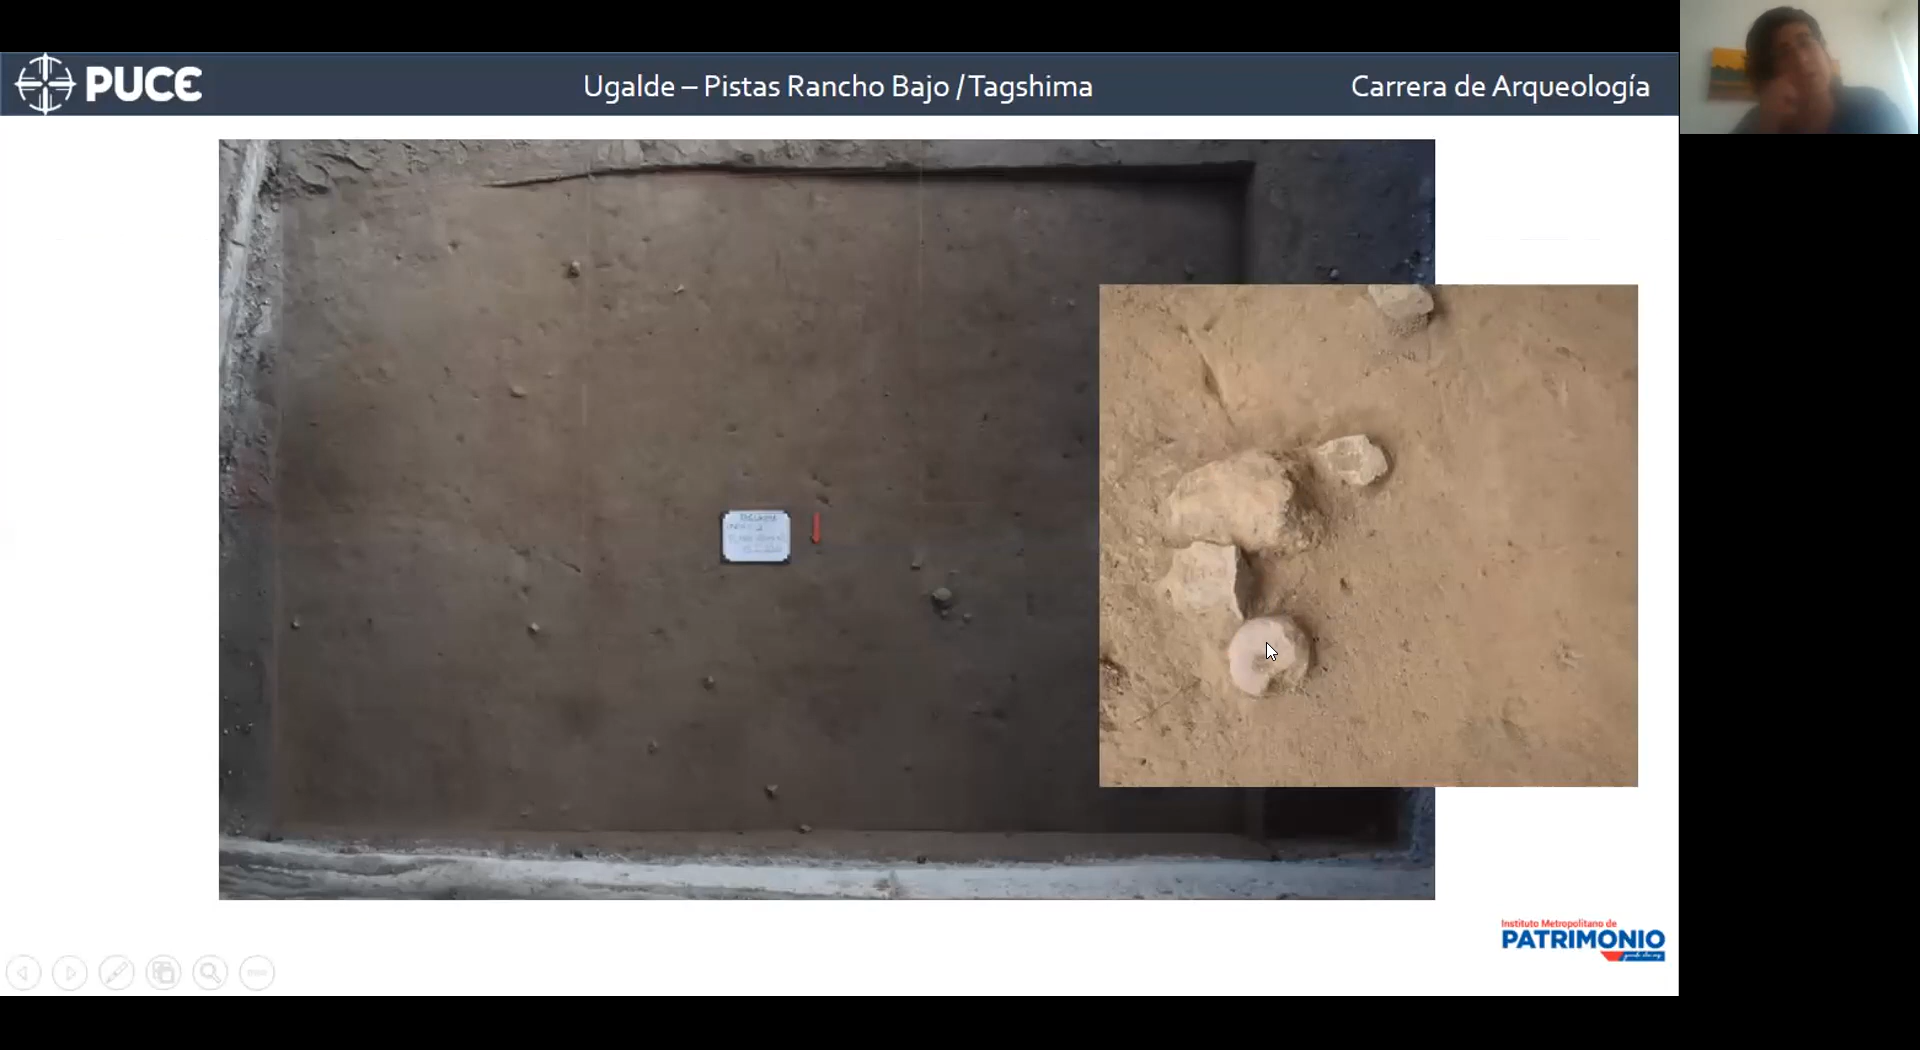 PUCE
Ugalde – Pistas Rancho Bajo / Tagshima
Carrera de Arqueología
Instituto Metropolitano de
PATRIMONIO